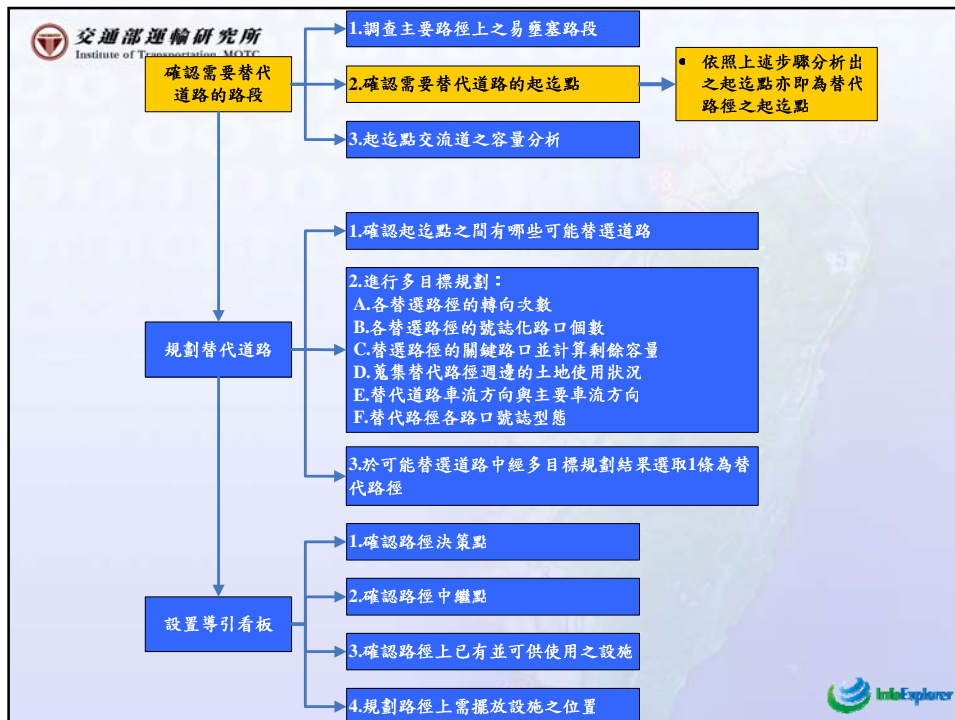 交通部運輸研究所
Institute of Transportation, MOTC
確認需要替代
道路的路段
1.調查主要路徑上之易壅塞路段
2.確認需要替代道路的起迄點
• 依照上述步驟分析出
之起迄點亦即為替代
路徑之起迄點
3.起迄點交流道之容量分析
規劃替代道路
1.確認起迄點之間有哪些可能替選道路
2.進行多目標規劃：
A.各替選路徑的轉向次數
B.各替選路徑的號誌化路口個數
C.替選路徑的關鍵路口並計算剩餘容量
D.蒐集替代路徑週邊的土地使用狀況
E.替代道路車流方向與主要車流方向
F.替代路徑各路口號誌型態
3.於可能替選道路中經多目標規劃結果選取1條為替
代路徑
設置導引看板
1.確認路徑決策點
2.確認路徑中繼點
3.確認路徑上已有並可供使用之設施
4.規劃路徑上需擺放設施之位置
InfoExplorer